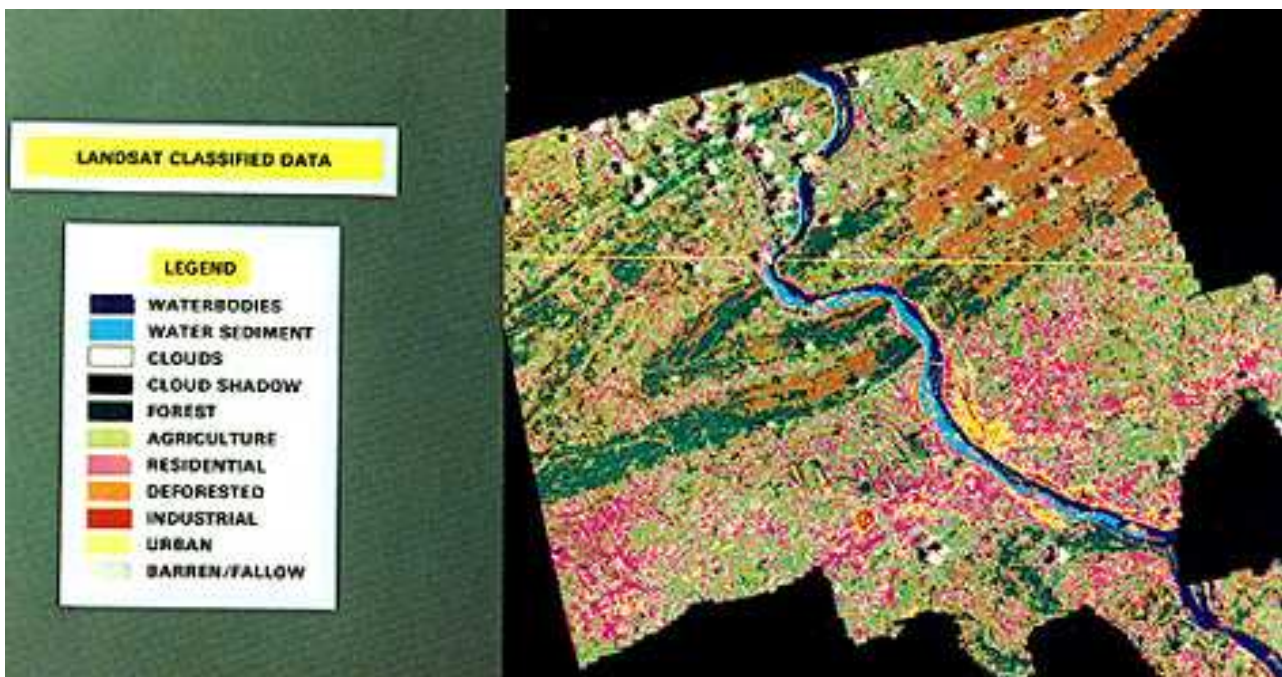 LANDSAT CLASSIFIED DATA
LEGEND
WATERBODIES
WATER SEDIMENT
CLOUDS
CLOUD SHADOW
FOREST
AGRICULTURE
RESIDENTIAL
DEFORESTED
INDUSTRIAL
URBAN
BARREN/FALLOW